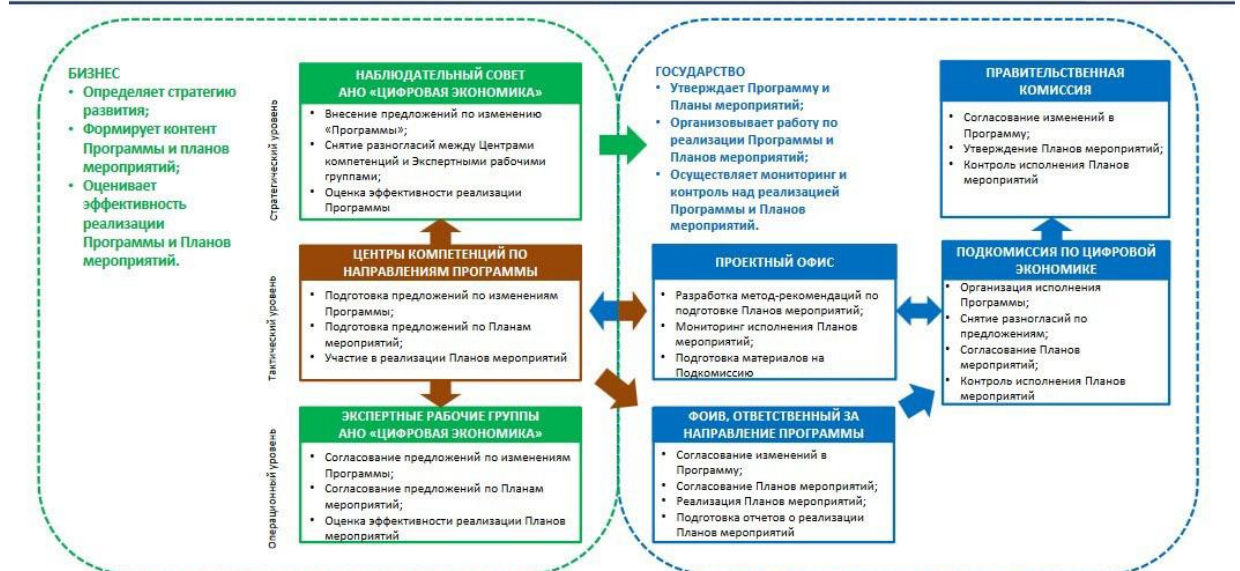 БИЗНЕС
• Определяет стратегию
развития;
• Формирует контент
Программы и планов
мероприятий;
• Оценивает
эффективность
реализации
Программы и Планов
мероприятий.
Стратегический уровень
НАБЛЮДАТЕЛЬНЫЙ СОВЕТ
АНО «ЦИФРОВАЯ ЭКОНОМИКА»
• Внесение предложений по изменению
«Программы»;
• Снятие разногласий между Центрами
компетенций и Экспертными рабочими
группами;
• Оценка эффективности реализации
Программы
Тактический уровень
ЦЕНТРЫ КОМПЕТЕНЦИЙ ПО
НАПРАВЛЕНИЯМ ПРОГРАММЫ
• Подготовка предложений по изменениям
Программы;
• Подготовка предложений по Планам
мероприятий;
• Участие в реализации Планов мероприятий
Операционный уровень
ЭКСПЕРТНЫЕ РАБОЧИЕ ГРУППЫ
АНО «ЦИФРОВАЯ ЭКОНОМИКА»
• Согласование предложений по изменениям
Программы;
• Согласование предложений по Планам
мероприятий;
• Оценка эффективности реализации Планов
мероприятий
ГОСУДАРСТВО
• Утверждает Программу и
Планы мероприятий;
• Организовывает работу по
реализации Программы и
Планов мероприятий;
• Осуществляет мониторинг и
контроль над реализацией
Программы и Планов
мероприятий.
ПРОЕКТНЫЙ ОФИС
• Разработка метод-рекомендаций по
подготовке Планов мероприятий;
• Мониторинг исполнения Планов
мероприятий;
• Подготовка материалов на
Подкомиссию
ФОИВ, ОТВЕТСТВЕННЫЙ ЗА
НАПРАВЛЕНИЕ ПРОГРАММЫ
• Согласование изменений в
Программу;
• Согласование Планов мероприятий;
• Реализация Планов мероприятий;
• Подготовка отчетов о реализации
Планов мероприятий
ПРАВИТЕЛЬСТВЕННАЯ
КОМИССИЯ
• Согласование изменений в
Программу;
• Утверждение Планов мероприятий;
• Контроль исполнения Планов
мероприятий
ПОДКОМИССИЯ ПО ЦИФРОВОЙ
ЭКОНОМИКЕ
• Организация исполнения
Программы;
• Снятие разногласий по
предложениям;
• Согласование Планов
мероприятий;
• Контроль исполнения Планов
мероприятий